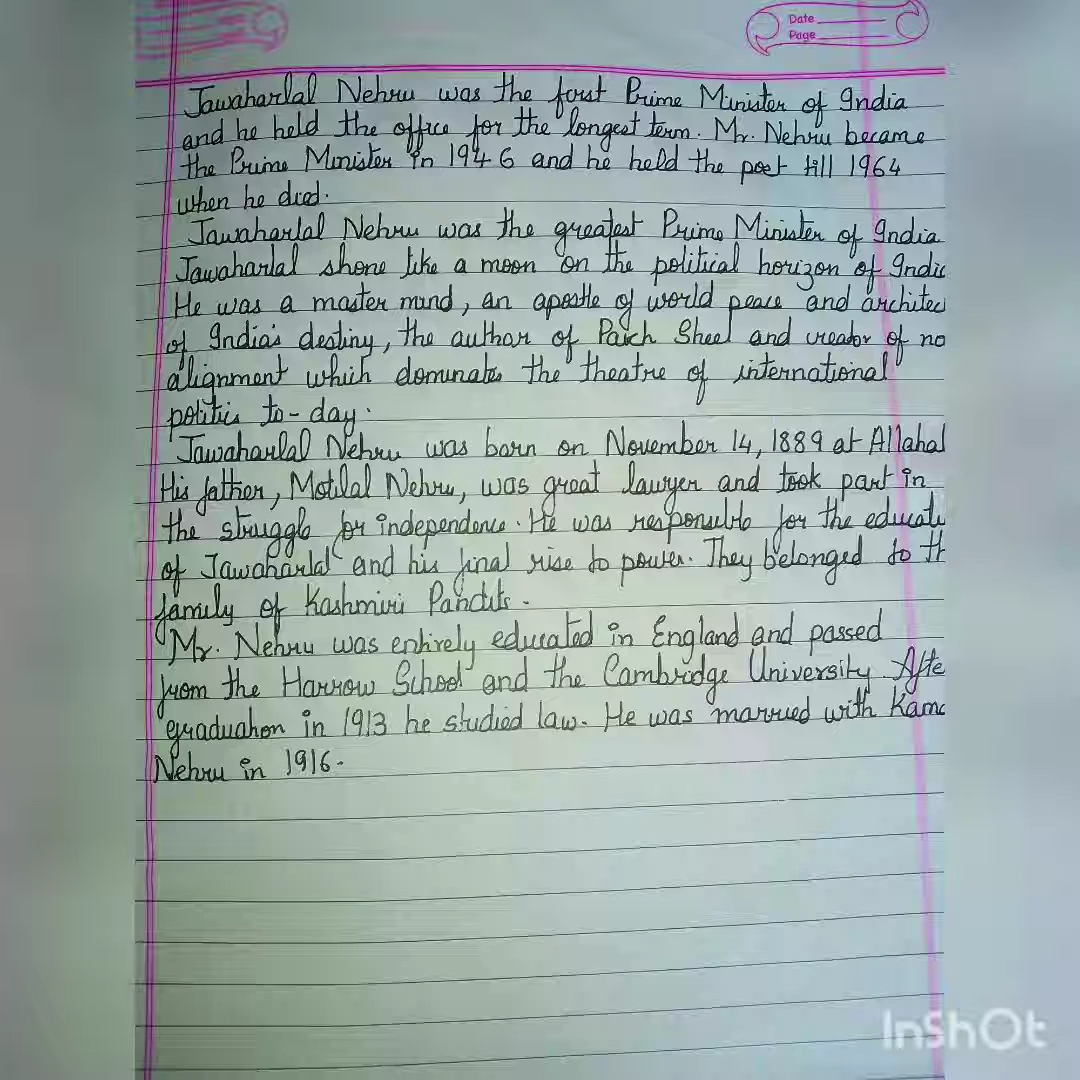 Date
Page
Jawaharlal Nehru was the first Prime Minister of India
and he held the office for the longest term. Mr. Nehru became
the Prime Minister in 1946 and he held the post till 1964
when he died.
Jawaharlal Nehru was the greatest Prime Minister of India
Jawaharlal shone like a moon on the political horizon of Indi
He was a master mind, an apostle of world peace and architec
of India's destiny, the author of Panch Sheel and creator of no
alignment which dominates the theatre of international
politics to-day.
Jawaharlal Nehru was born on November 14, 1889 at Allahab
His father, Motilal Nehru, was great lawyer and took part in
the struggle for independence. He was responsible for the educati
of Jawaharlal and his final rise to power. They belonged to th
family of Kashmiri Pandits.
Mr. Nehru was entirely educated in England and passed
from the Harrow School and the Cambridge University. Afte
graduation in 1913 he studied law. He was married with Kama
Nehru in 1916.
InShOt